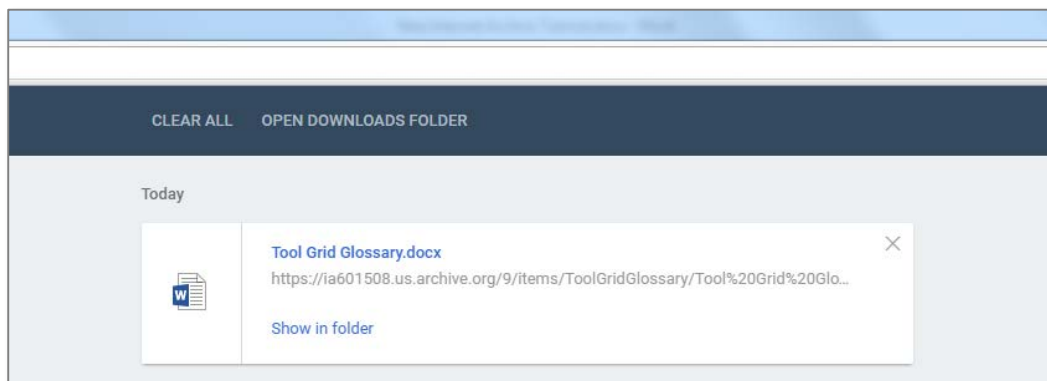 CLEAR ALL OPEN DOWNLOADS FOLDER
Today
Tool Grid Glossary.docx
https://ia601508.us.archive.org/9/items/ToolGridGlossary/Tool%20Grid%20Glo...
W
Show in folder